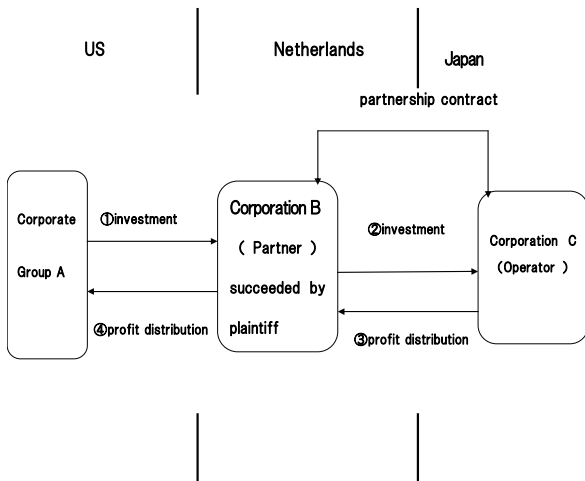 US
Netherlands
Japan
partnership contract
Corporate
Group A
①investment
④profit distribution
Corporation B
( Partner )
succeeded by
plaintiff
②investment
③profit distribution
Corporation C
(Operator )